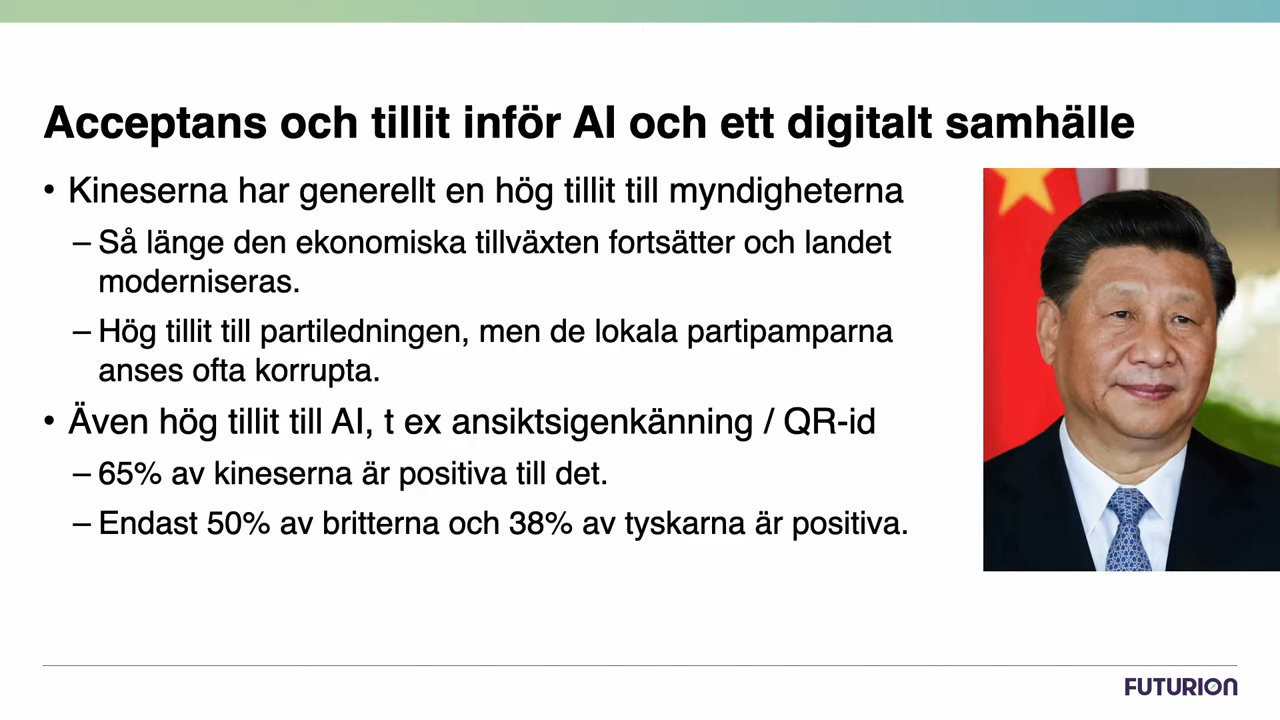 Acceptans och tillit inför AI och ett digitalt samhälle
• Kineserna har generellt en hög tillit till myndigheterna
– Så länge den ekonomiska tillväxten fortsätter och landet
moderniseras.
– Hög tillit till partiledningen, men de lokala partipamparna
anses ofta korrupta.
• Även hög tillit till AI, t ex ansiktsigenkänning / QR-id
– 65% av kineserna är positiva till det.
– Endast 50% av britterna och 38% av tyskarna är positiva.
FUTURION